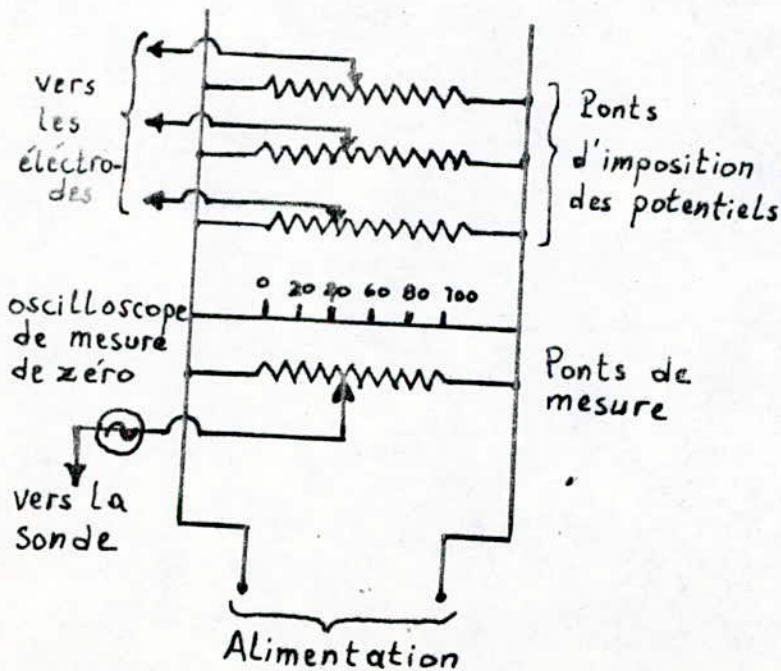 vers
les
éléctro-
des
Ponts
d'imposition
des potentiels
0 20 40 60 80 100
oscilloscope
de mesure
de zéro
Ponts de
mesure
vers la
Sonde
Alimentation